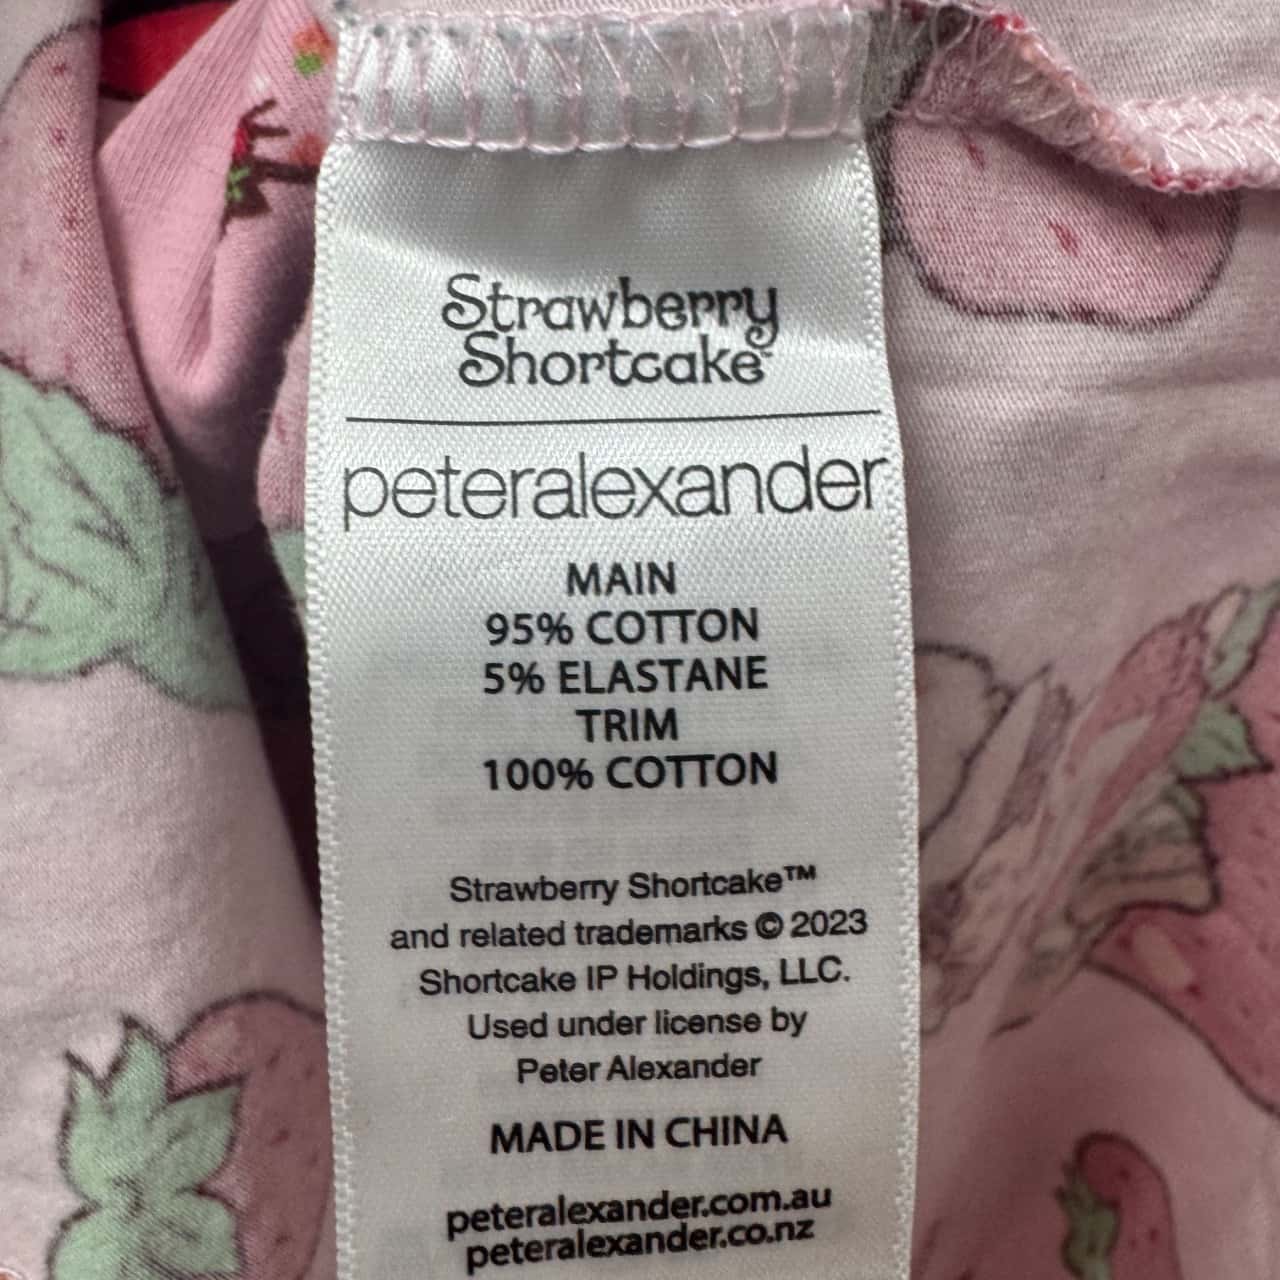 Strawberry
Shortcake™
peteralexander
MAIN
95% COTTON
5% ELASTANE
TRIM
100% COTTON
Strawberry Shortcake™
and related trademarks © 2023
Shortcake IP Holdings, LLC.
Used under license by
Peter Alexander
MADE IN CHINA
peteralexander.com.au
peteralexander.co.nz